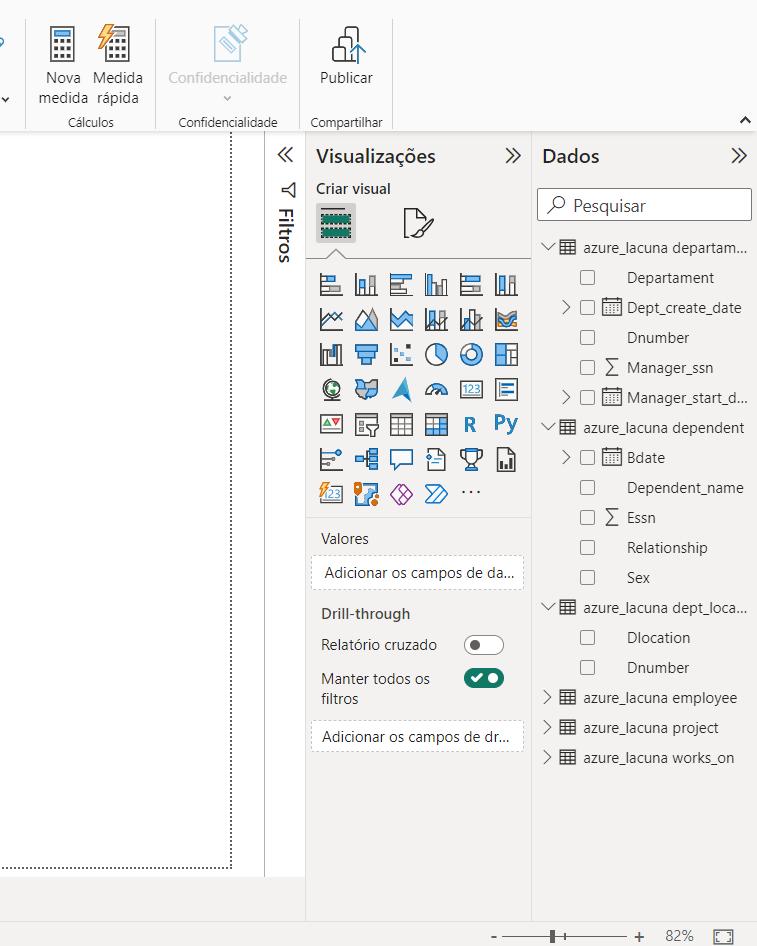 Nova
medida
Medida
rápida
Cálculos
Confidencialidade
Confidencialidade
Publicar
Compartilhar
Filtros
Visualizações
Criar visual
123
R
Py
123
...
Valores
Adicionar os campos de da...
Drill-through
Relatório cruzado
Manter todos os
filtros
Adicionar os campos de dr...
Dados
Pesquisar
azure_lacuna departam...
Departament
Dept_create_date
Dnumber
∑ Manager_ssn
Manager_start_d...
azure_lacuna dependent
Bdate
Dependent_name
∑ Essn
Relationship
Sex
azure_lacuna dept_loca...
Dlocation
Dnumber
azure_lacuna employee
azure_lacuna project
azure_lacuna works_on
- + 82%